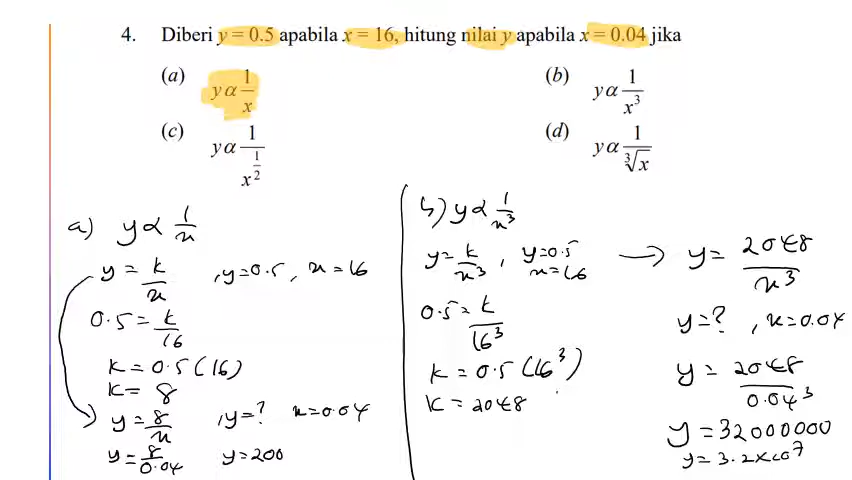 4. Diberi y = 0.5 apabila x = 16, hitung nilai y apabila x = 0.04 jika
(a) y α 1/x
(b) y α 1/x³
(c) y α 1/x^(1/2)
(d) y α 1/∛x
a) y ∝ 1/x
y = k/x , y = 0.5, x = 16
0.5 = k/16
k = 0.5 (16)
k = 8
y = 8/x , y = ? x = 0.04
y = 8/0.04 y = 200
b) y ∝ 1/x³
y = k/x³ , y = 0.5
x = 16
0.5 = k/16³
k = 0.5 (16³)
k = 2048
→ y = 2048/x³
y = ? , x = 0.04
y = 2048/0.04³
y = 32000000
y = 3.2 × 10⁷